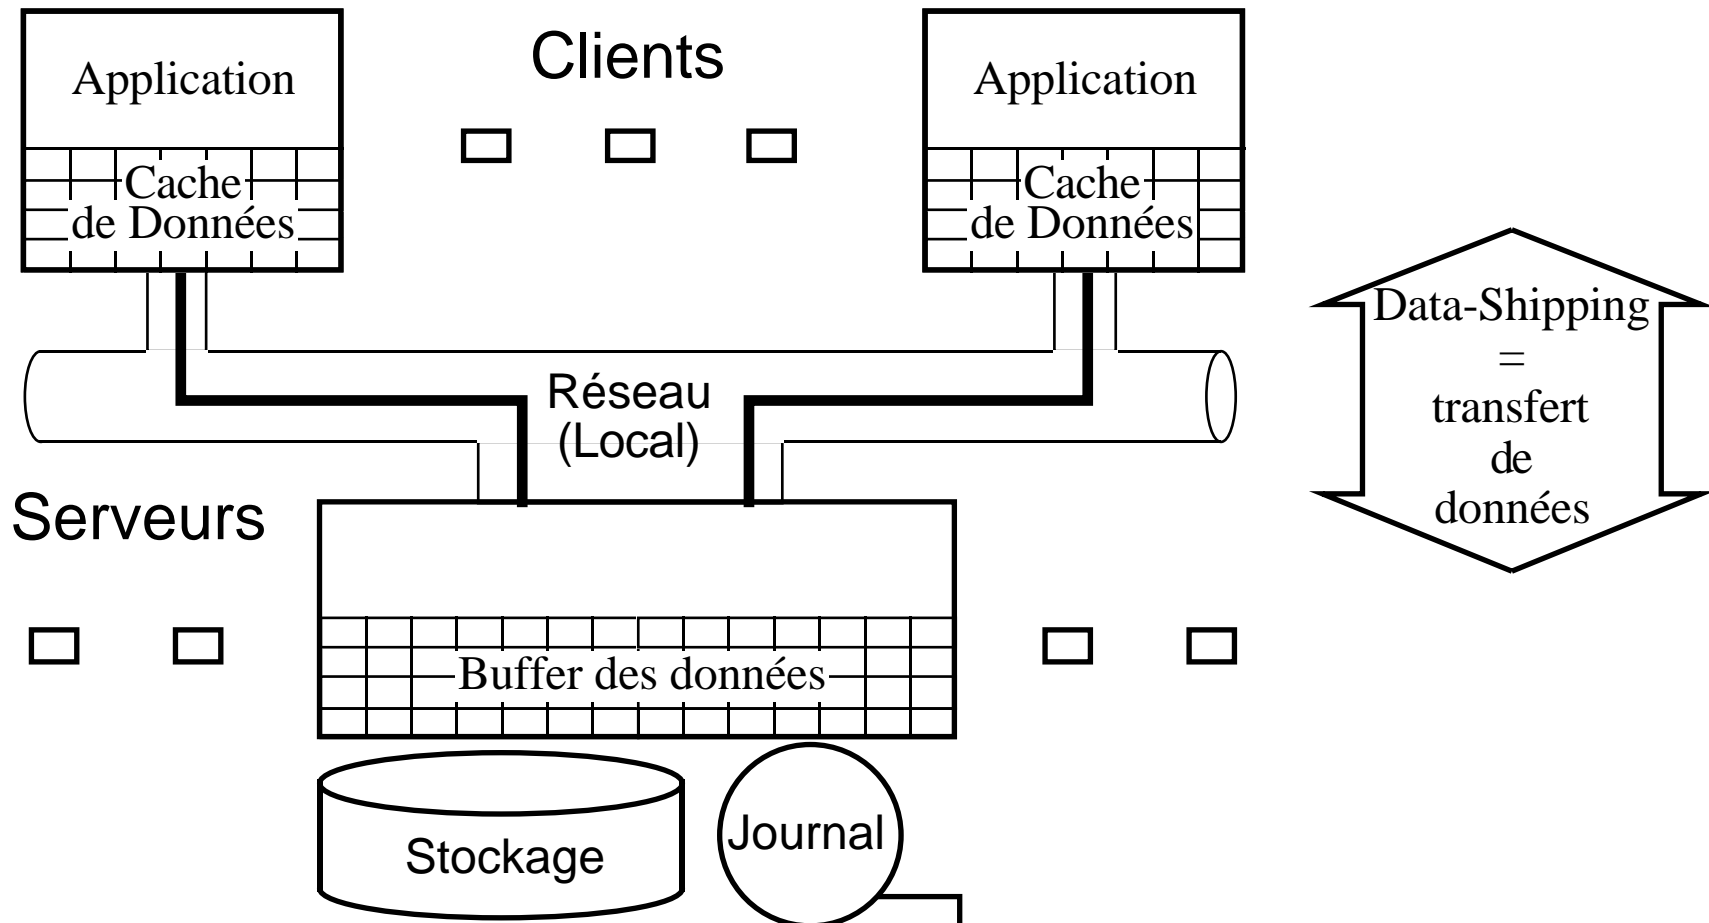 Clients
Application
Application
Cache
de Données
Cache
de Données
Data-Shipping
=
transfert
de
données
Réseau
(Local)
Serveurs
Buffer des données
Stockage
Journal